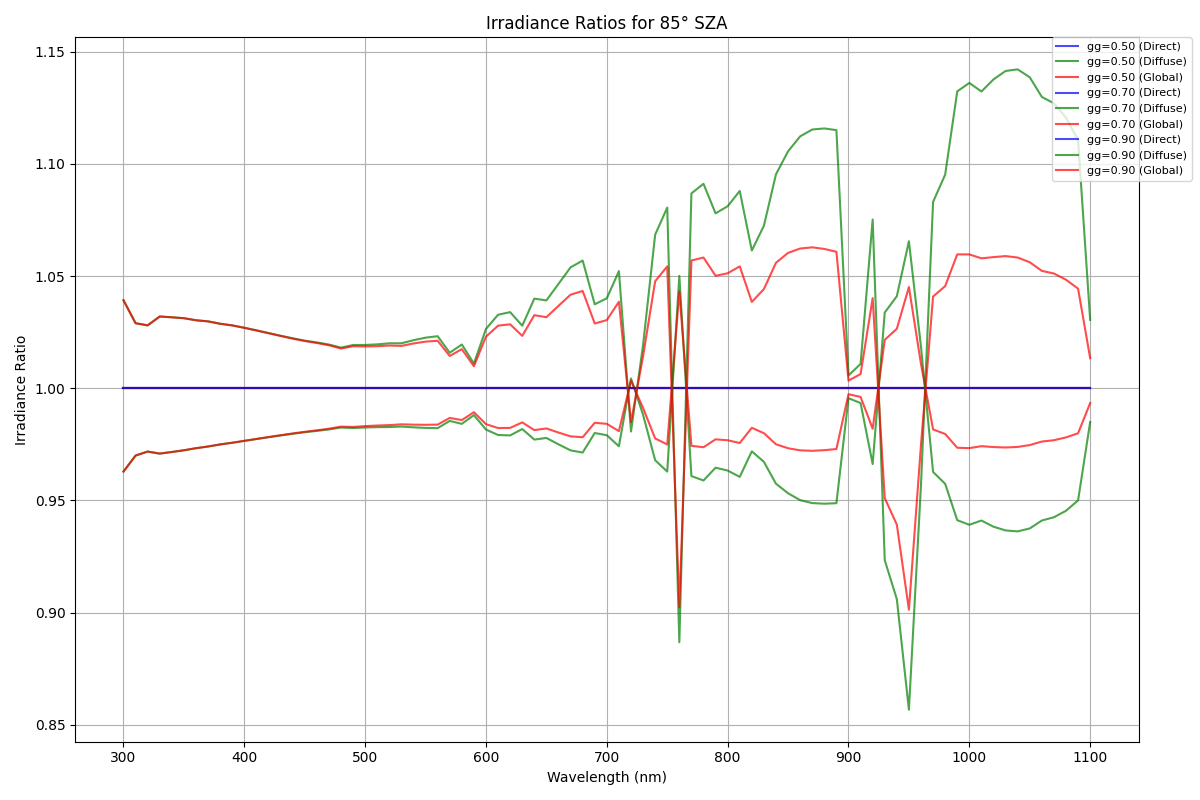 Irradiance Ratios for 85° SZA
1.15
1.10
1.05
1.00
0.95
0.90
0.85
Irradiance Ratio
gg=0.50 (Direct)
gg=0.50 (Diffuse)
gg=0.50 (Global)
gg=0.70 (Direct)
gg=0.70 (Diffuse)
gg=0.70 (Global)
gg=0.90 (Direct)
gg=0.90 (Diffuse)
gg=0.90 (Global)
300 400 500 600 700 800 900 1000 1100
Wavelength (nm)